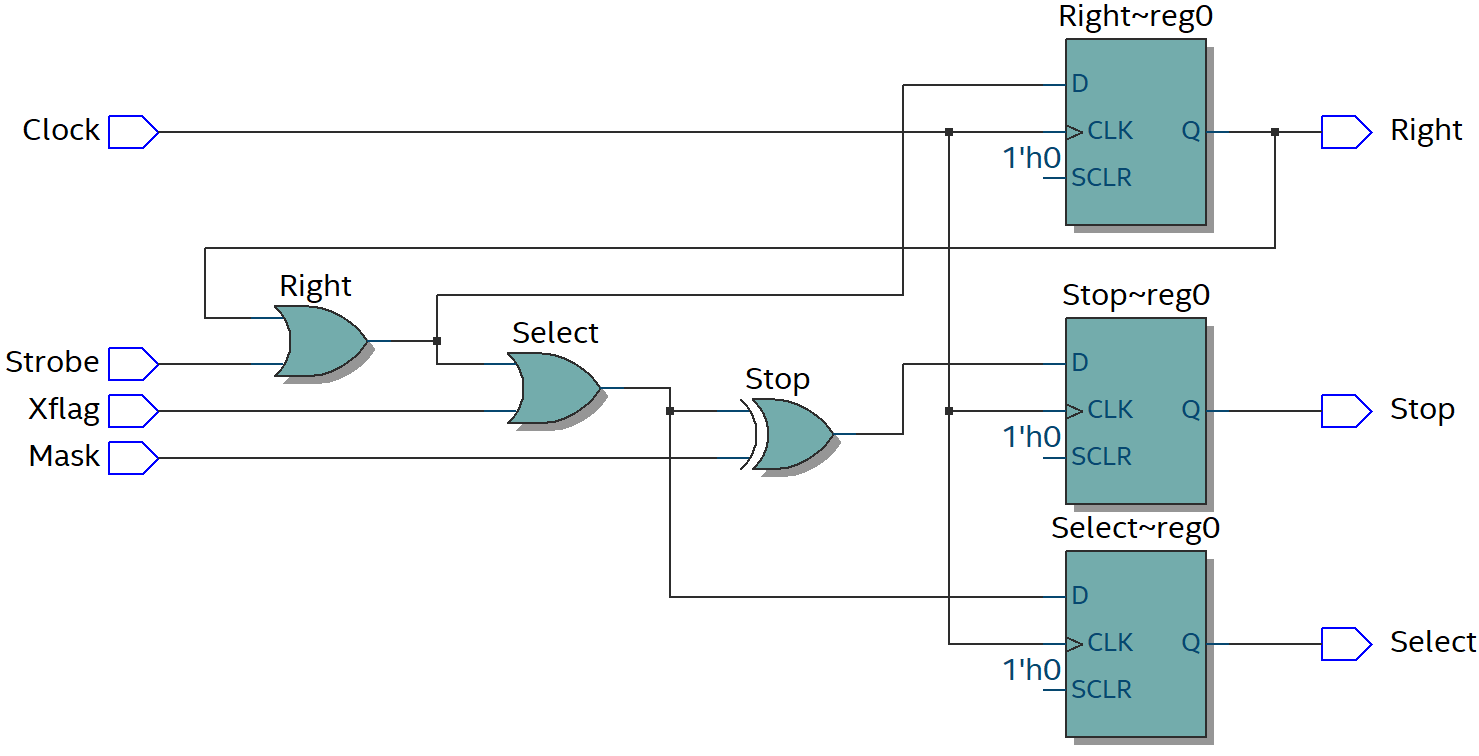 Right~reg0
D
Clock
CLK
Q
Right
1'h0
SCLR
Right
Stop~reg0
Select
Strobe
D
Stop
Xflag
CLK
Q
Stop
1'h0
Mask
SCLR
Select~reg0
D
CLK
Q
Select
1'h0
SCLR